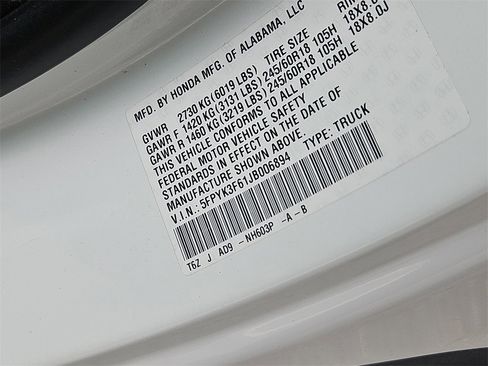 MFD. BY HONDA MFG. OF ALABAMA, LLC
TIRE SIZE
GVWR 2730 KG (6019 LBS)
GAWR F 1420 KG (3131 LBS) 245/60R18 105H 18X8.0J
GAWR R 1460 KG (3219 LBS) 245/60R18 105H 18X8.0J
THIS VEHICLE CONFORMS TO ALL APPLICABLE
FEDERAL MOTOR VEHICLE SAFETY
STANDARDS IN EFFECT ON THE DATE OF
MANUFACTURE SHOWN ABOVE.
V.I.N.: 5FPYK3F61JB006894 TYPE: TRUCK
T6Z J AD9 -NH603P -A -B